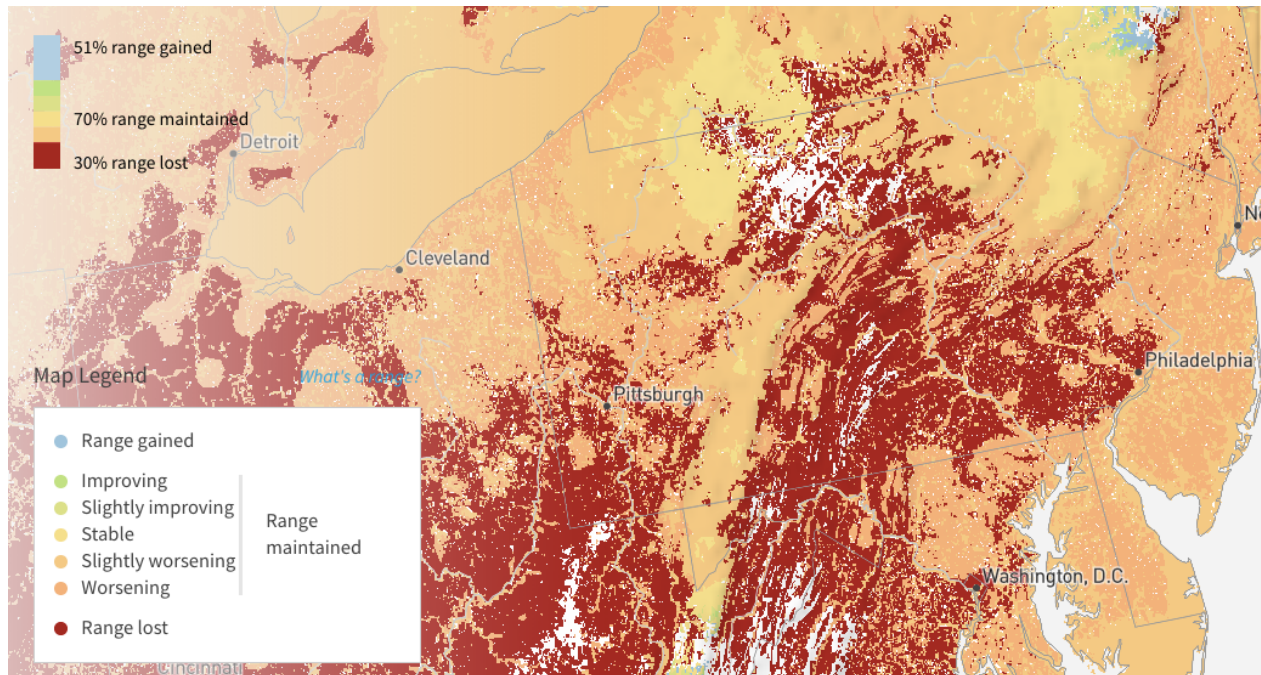 51% range gained
70% range maintained
30% range lost
Detroit
Cleveland
Map Legend
What's a range?
Philadelphia
Pittsburgh
Range gained
Improving
Slightly improving
Stable
Slightly worsening
Worsening
Range
maintained
Range lost
Washington, D.C.
Cincinnati